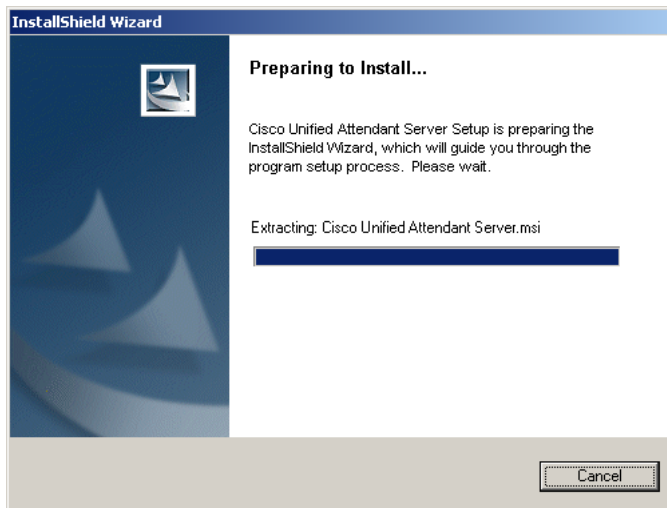 InstallShield Wizard
Preparing to Install...
Cisco Unified Attendant Server Setup is preparing the
InstallShield Wizard, which will guide you through the
program setup process. Please wait.
Extracting: Cisco Unified Attendant Server.msi
Cancel